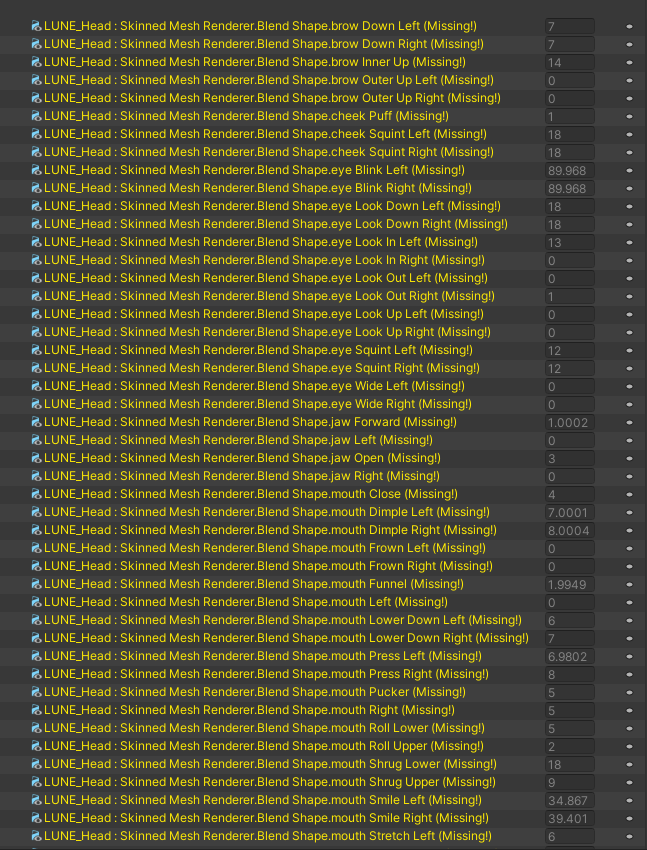 LUNE_Head : Skinned Mesh Renderer.Blend Shape.brow Down Left (Missing!) 7
LUNE_Head : Skinned Mesh Renderer.Blend Shape.brow Down Right (Missing!) 7
LUNE_Head : Skinned Mesh Renderer.Blend Shape.brow Inner Up (Missing!) 14
LUNE_Head : Skinned Mesh Renderer.Blend Shape.brow Outer Up Left (Missing!) 0
LUNE_Head : Skinned Mesh Renderer.Blend Shape.brow Outer Up Right (Missing!) 0
LUNE_Head : Skinned Mesh Renderer.Blend Shape.cheek Puff (Missing!) 1
LUNE_Head : Skinned Mesh Renderer.Blend Shape.cheek Squint Left (Missing!) 18
LUNE_Head : Skinned Mesh Renderer.Blend Shape.cheek Squint Right (Missing!) 18
LUNE_Head : Skinned Mesh Renderer.Blend Shape.eye Blink Left (Missing!) 89.968
LUNE_Head : Skinned Mesh Renderer.Blend Shape.eye Blink Right (Missing!) 89.968
LUNE_Head : Skinned Mesh Renderer.Blend Shape.eye Look Down Left (Missing!) 18
LUNE_Head : Skinned Mesh Renderer.Blend Shape.eye Look Down Right (Missing!) 18
LUNE_Head : Skinned Mesh Renderer.Blend Shape.eye Look In Left (Missing!) 13
LUNE_Head : Skinned Mesh Renderer.Blend Shape.eye Look In Right (Missing!) 0
LUNE_Head : Skinned Mesh Renderer.Blend Shape.eye Look Out Left (Missing!) 0
LUNE_Head : Skinned Mesh Renderer.Blend Shape.eye Look Out Right (Missing!) 1
LUNE_Head : Skinned Mesh Renderer.Blend Shape.eye Look Up Left (Missing!) 0
LUNE_Head : Skinned Mesh Renderer.Blend Shape.eye Look Up Right (Missing!) 0
LUNE_Head : Skinned Mesh Renderer.Blend Shape.eye Squint Left (Missing!) 12
LUNE_Head : Skinned Mesh Renderer.Blend Shape.eye Squint Right (Missing!) 12
LUNE_Head : Skinned Mesh Renderer.Blend Shape.eye Wide Left (Missing!) 0
LUNE_Head : Skinned Mesh Renderer.Blend Shape.eye Wide Right (Missing!) 0
LUNE_Head : Skinned Mesh Renderer.Blend Shape.jaw Forward (Missing!) 1.0002
LUNE_Head : Skinned Mesh Renderer.Blend Shape.jaw Left (Missing!) 0
LUNE_Head : Skinned Mesh Renderer.Blend Shape.jaw Open (Missing!) 3
LUNE_Head : Skinned Mesh Renderer.Blend Shape.jaw Right (Missing!) 0
LUNE_Head : Skinned Mesh Renderer.Blend Shape.mouth Close (Missing!) 4
LUNE_Head : Skinned Mesh Renderer.Blend Shape.mouth Dimple Left (Missing!) 7.0001
LUNE_Head : Skinned Mesh Renderer.Blend Shape.mouth Dimple Right (Missing!) 8.0004
LUNE_Head : Skinned Mesh Renderer.Blend Shape.mouth Frown Left (Missing!) 0
LUNE_Head : Skinned Mesh Renderer.Blend Shape.mouth Frown Right (Missing!) 0
LUNE_Head : Skinned Mesh Renderer.Blend Shape.mouth Funnel (Missing!) 1.9949
LUNE_Head : Skinned Mesh Renderer.Blend Shape.mouth Left (Missing!) 0
LUNE_Head : Skinned Mesh Renderer.Blend Shape.mouth Lower Down Left (Missing!) 6
LUNE_Head : Skinned Mesh Renderer.Blend Shape.mouth Lower Down Right (Missing!) 7
LUNE_Head : Skinned Mesh Renderer.Blend Shape.mouth Press Left (Missing!) 6.9802
LUNE_Head : Skinned Mesh Renderer.Blend Shape.mouth Press Right (Missing!) 8
LUNE_Head : Skinned Mesh Renderer.Blend Shape.mouth Pucker (Missing!) 5
LUNE_Head : Skinned Mesh Renderer.Blend Shape.mouth Right (Missing!) 5
LUNE_Head : Skinned Mesh Renderer.Blend Shape.mouth Roll Lower (Missing!) 5
LUNE_Head : Skinned Mesh Renderer.Blend Shape.mouth Roll Upper (Missing!) 2
LUNE_Head : Skinned Mesh Renderer.Blend Shape.mouth Shrug Lower (Missing!) 18
LUNE_Head : Skinned Mesh Renderer.Blend Shape.mouth Shrug Upper (Missing!) 9
LUNE_Head : Skinned Mesh Renderer.Blend Shape.mouth Smile Left (Missing!) 34.867
LUNE_Head : Skinned Mesh Renderer.Blend Shape.mouth Smile Right (Missing!) 39.401
LUNE_Head : Skinned Mesh Renderer.Blend Shape.mouth Stretch Left (Missing!) 6